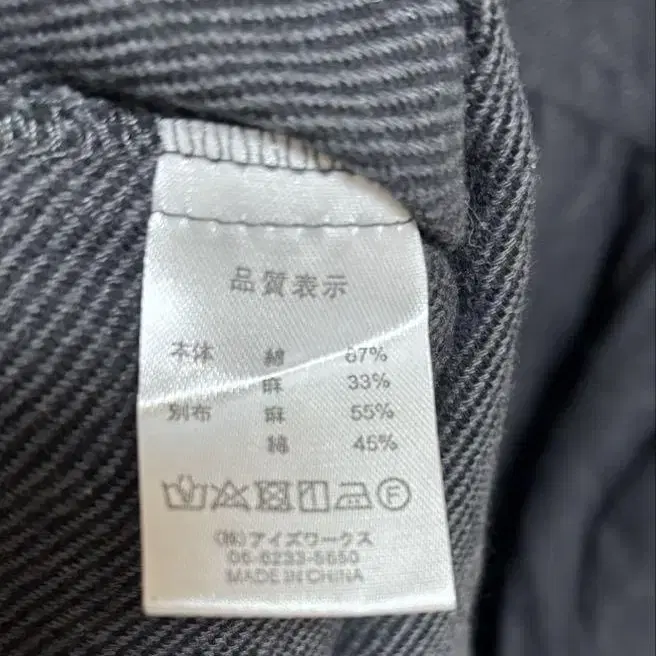 品質表示
本体 綿 67%
麻 33%
別布 麻 55%
綿 45%
F
(株)アイズワークス
06-6233-5550
MADE IN CHINA